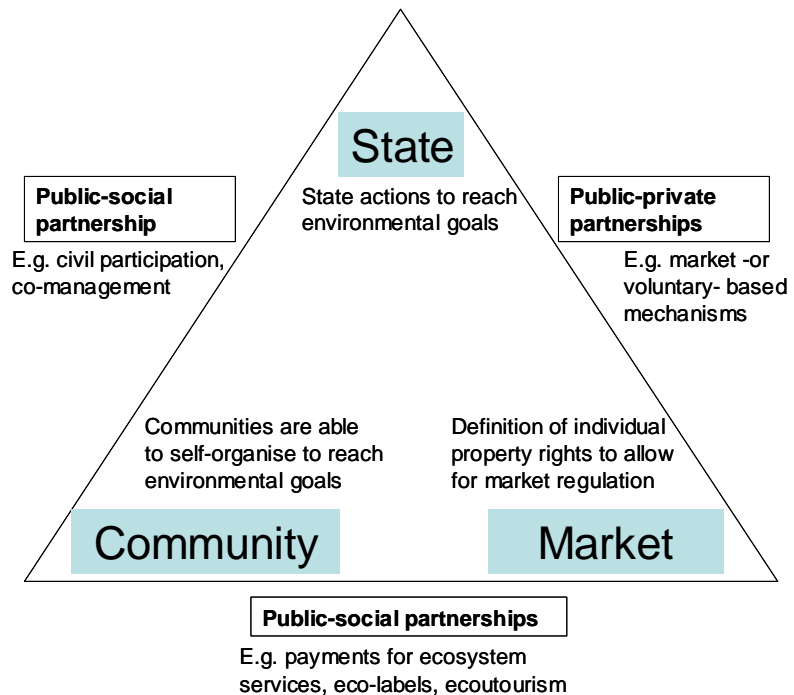 State
State actions to reach
environmental goals
Public-social
partnership
E.g. civil participation,
co-management
Public-private
partnerships
E.g. market -or
voluntary- based
mechanisms
Communities are able
to self-organise to reach
environmental goals
Community
Definition of individual
property rights to allow
for market regulation
Market
Public-social partnerships
E.g. payments for ecosystem
services, eco-labels, ecoutourism